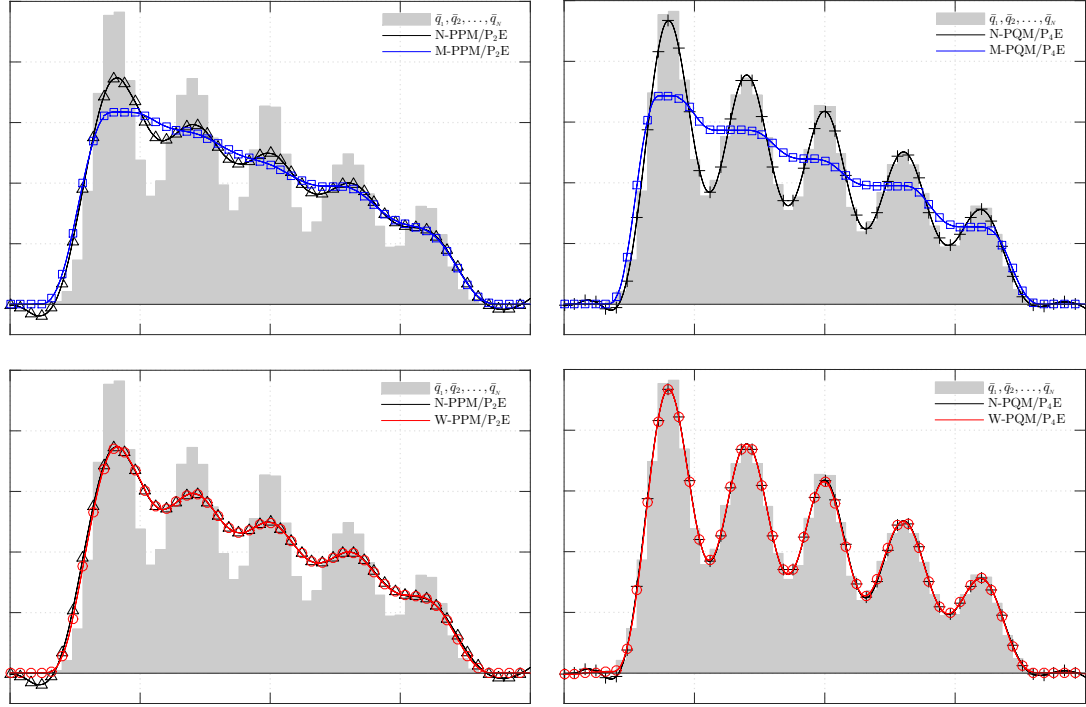 q̄₁, q̄₂, …, q̄ₙ
N-PPM/P₂E
M-PPM/P₂E
q̄₁, q̄₂, …, q̄ₙ
N-PQM/P₄E
M-PQM/P₄E
q̄₁, q̄₂, …, q̄ₙ
N-PPM/P₂E
W-PPM/P₂E
q̄₁, q̄₂, …, q̄ₙ
N-PQM/P₄E
W-PQM/P₄E